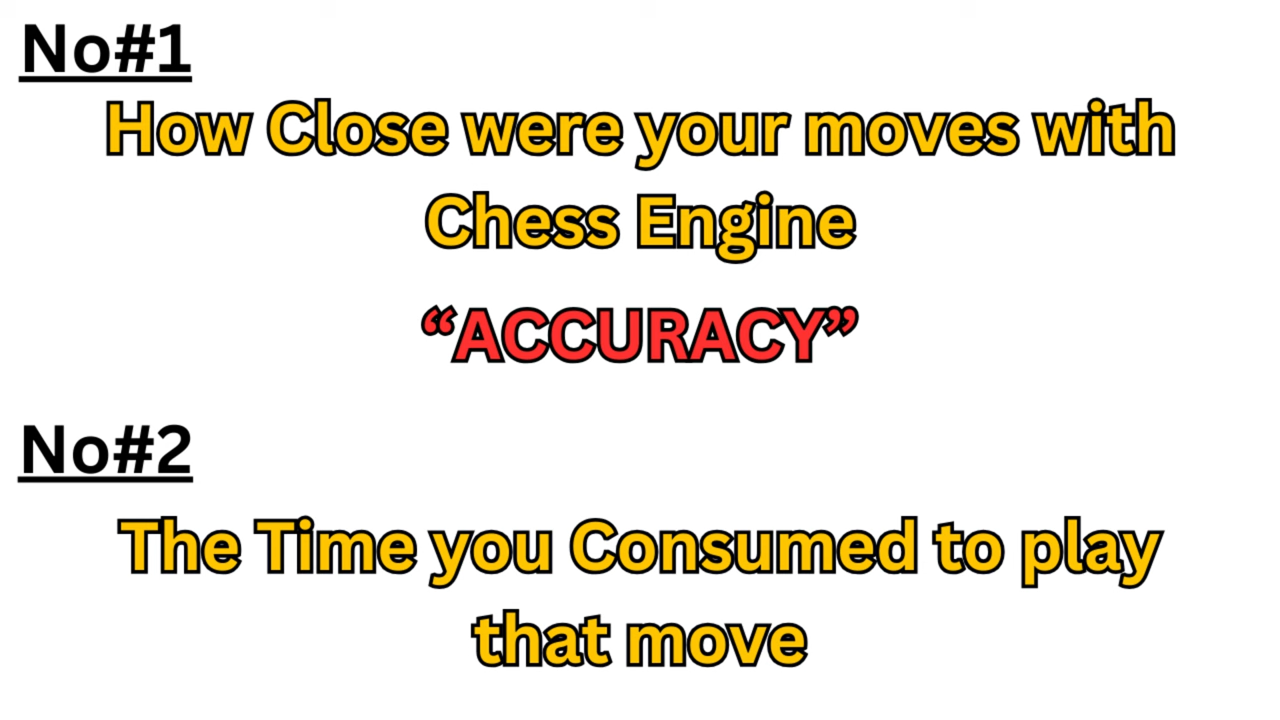 No#1
How Close were your moves with
Chess Engine
“ACCURACY”
No#2
The Time you Consumed to play
that move